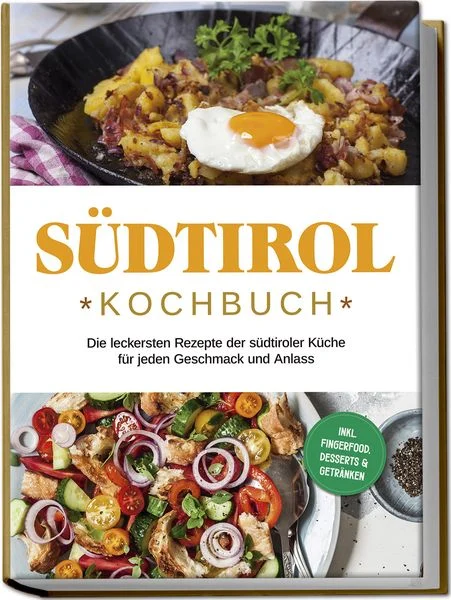 SÜDTIROL
*KOCHBUCH*
Die leckersten Rezepte der südtiroler Küche
für jeden Geschmack und Anlass
INKL.
FINGERFOOD,
DESSERTS &
GETRÄNKEN